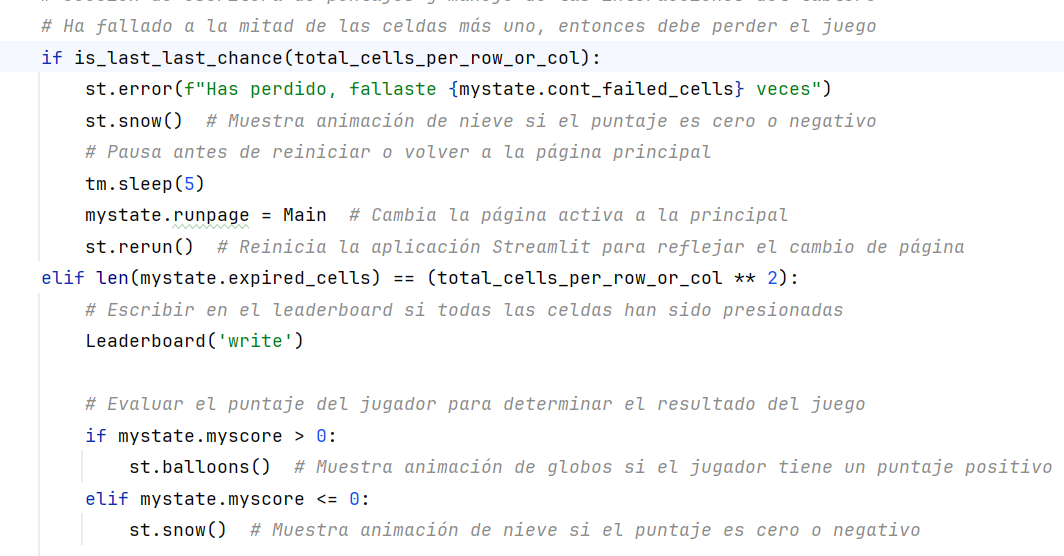 # Ha fallado a la mitad de las celdas más uno, entonces debe perder el juego
if is_last_last_chance(total_cells_per_row_or_col):
    st.error(f"Has perdido, fallaste {mystate.cont_failed_cells} veces")
    st.snow()  # Muestra animación de nieve si el puntaje es cero o negativo
    # Pausa antes de reiniciar o volver a la página principal
    tm.sleep(5)
    mystate.runpage = Main  # Cambia la página activa a la principal
    st.rerun()  # Reinicia la aplicación Streamlit para reflejar el cambio de página
elif len(mystate.expired_cells) == (total_cells_per_row_or_col ** 2):
    # Escribir en el leaderboard si todas las celdas han sido presionadas
    Leaderboard('write')

    # Evaluar el puntaje del jugador para determinar el resultado del juego
    if mystate.myscore > 0:
        st.balloons()  # Muestra animación de globos si el jugador tiene un puntaje positivo
    elif mystate.myscore <= 0:
        st.snow()  # Muestra animación de nieve si el puntaje es cero o negativo